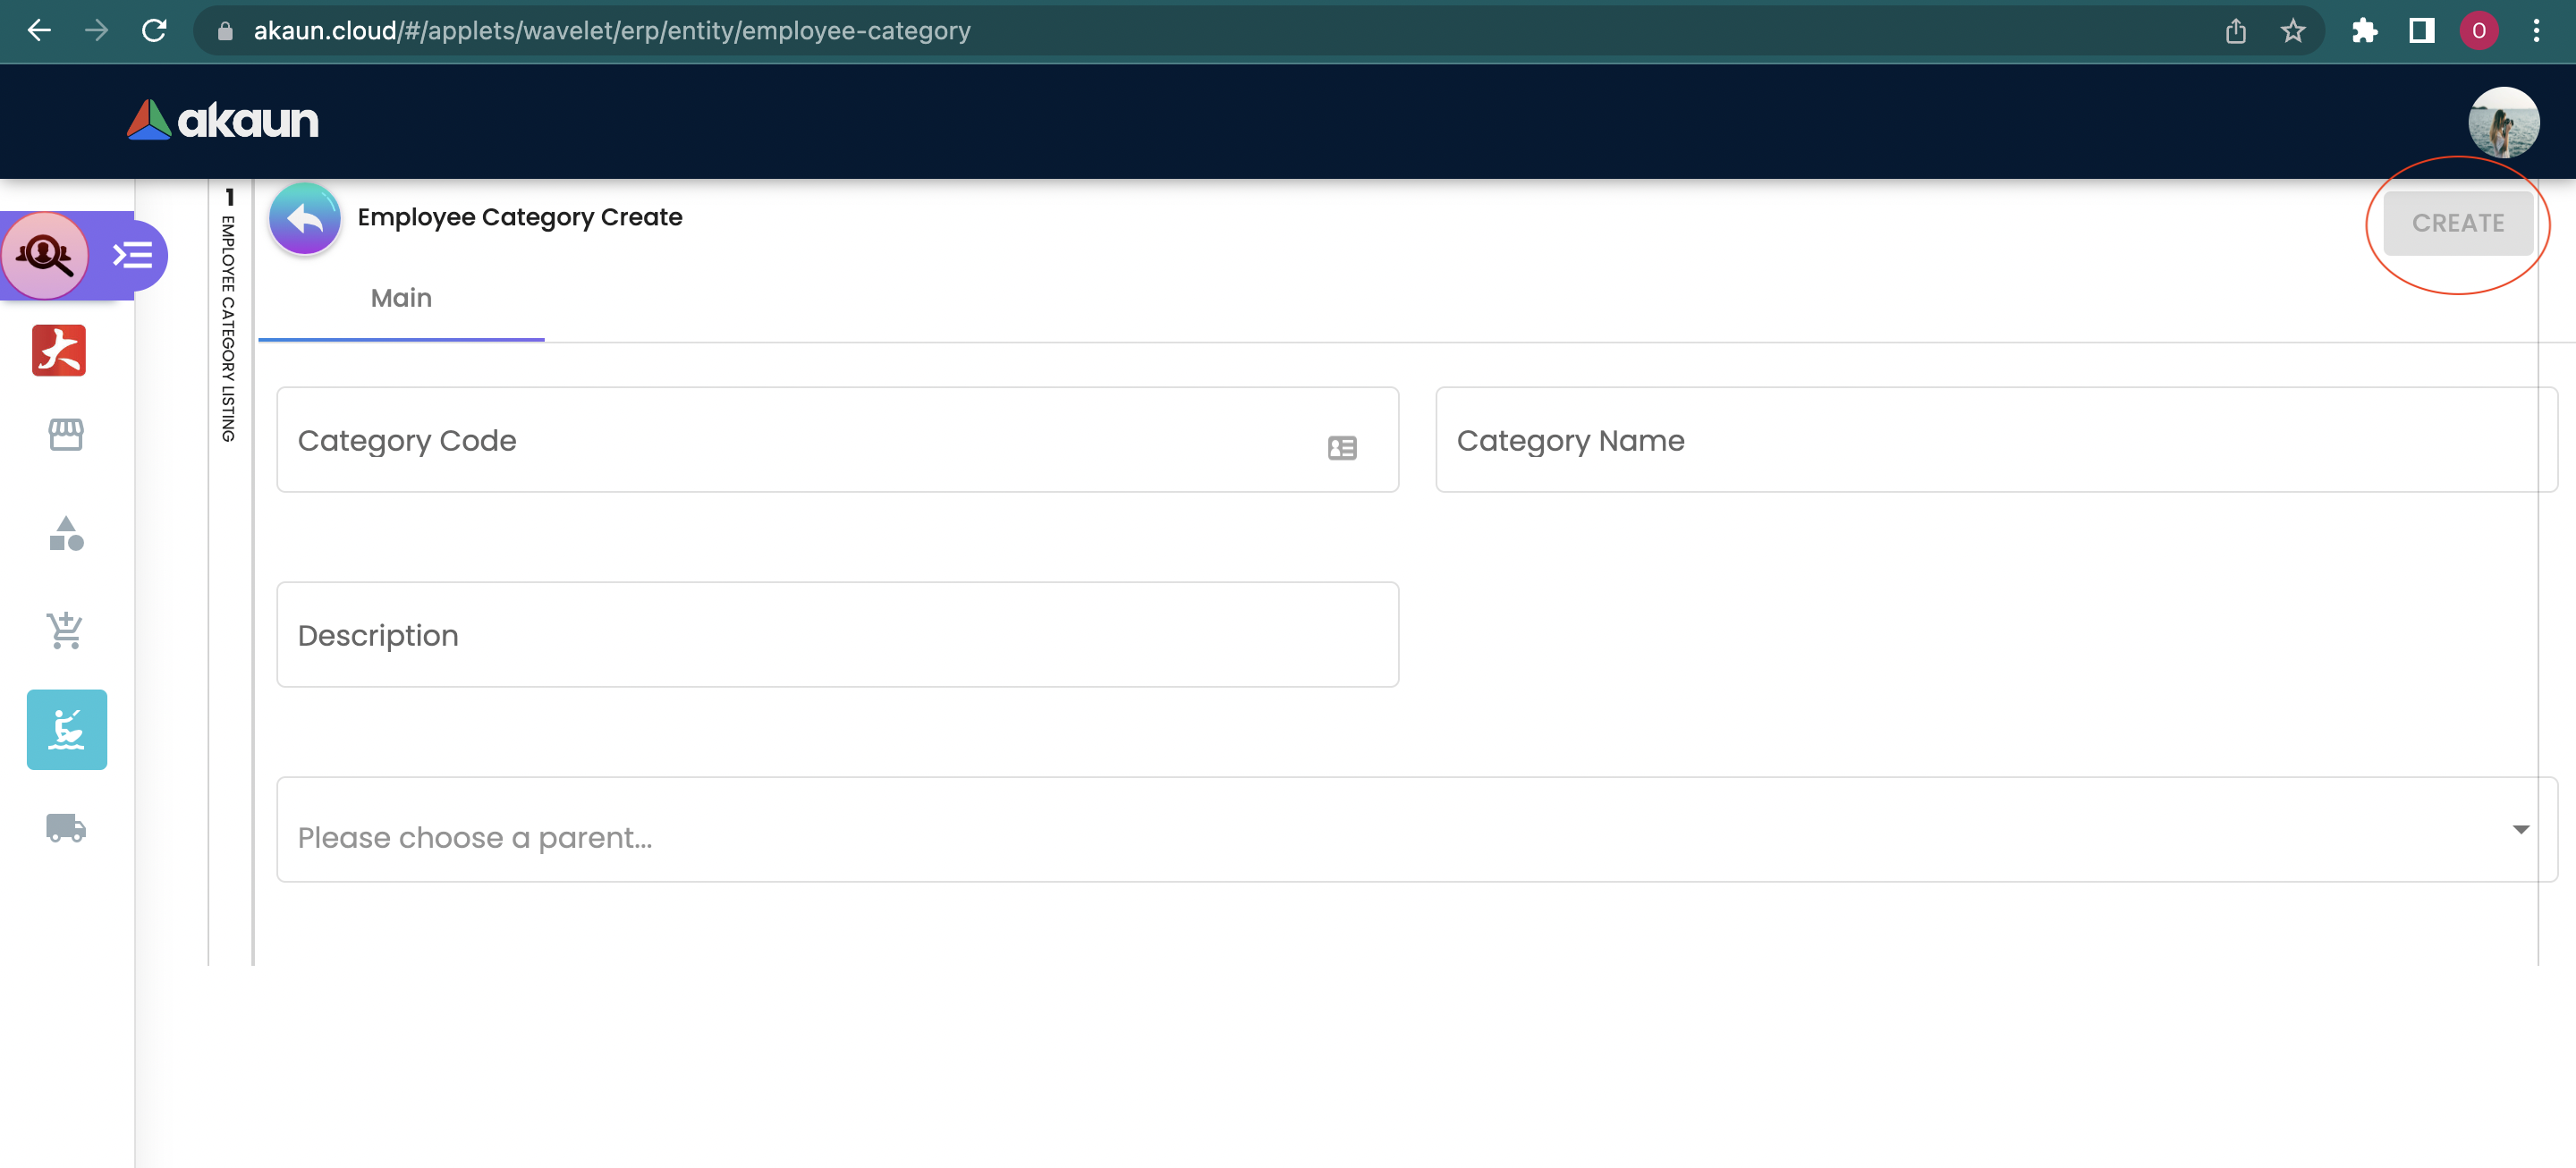 akaun.cloud/#/applets/wavelet/erp/entity/employee-category
O
akaun
1
EMPLOYEE CATEGORY LISTING
Employee Category Create
CREATE
Main
Category Code
Category Name
Description
Please choose a parent...